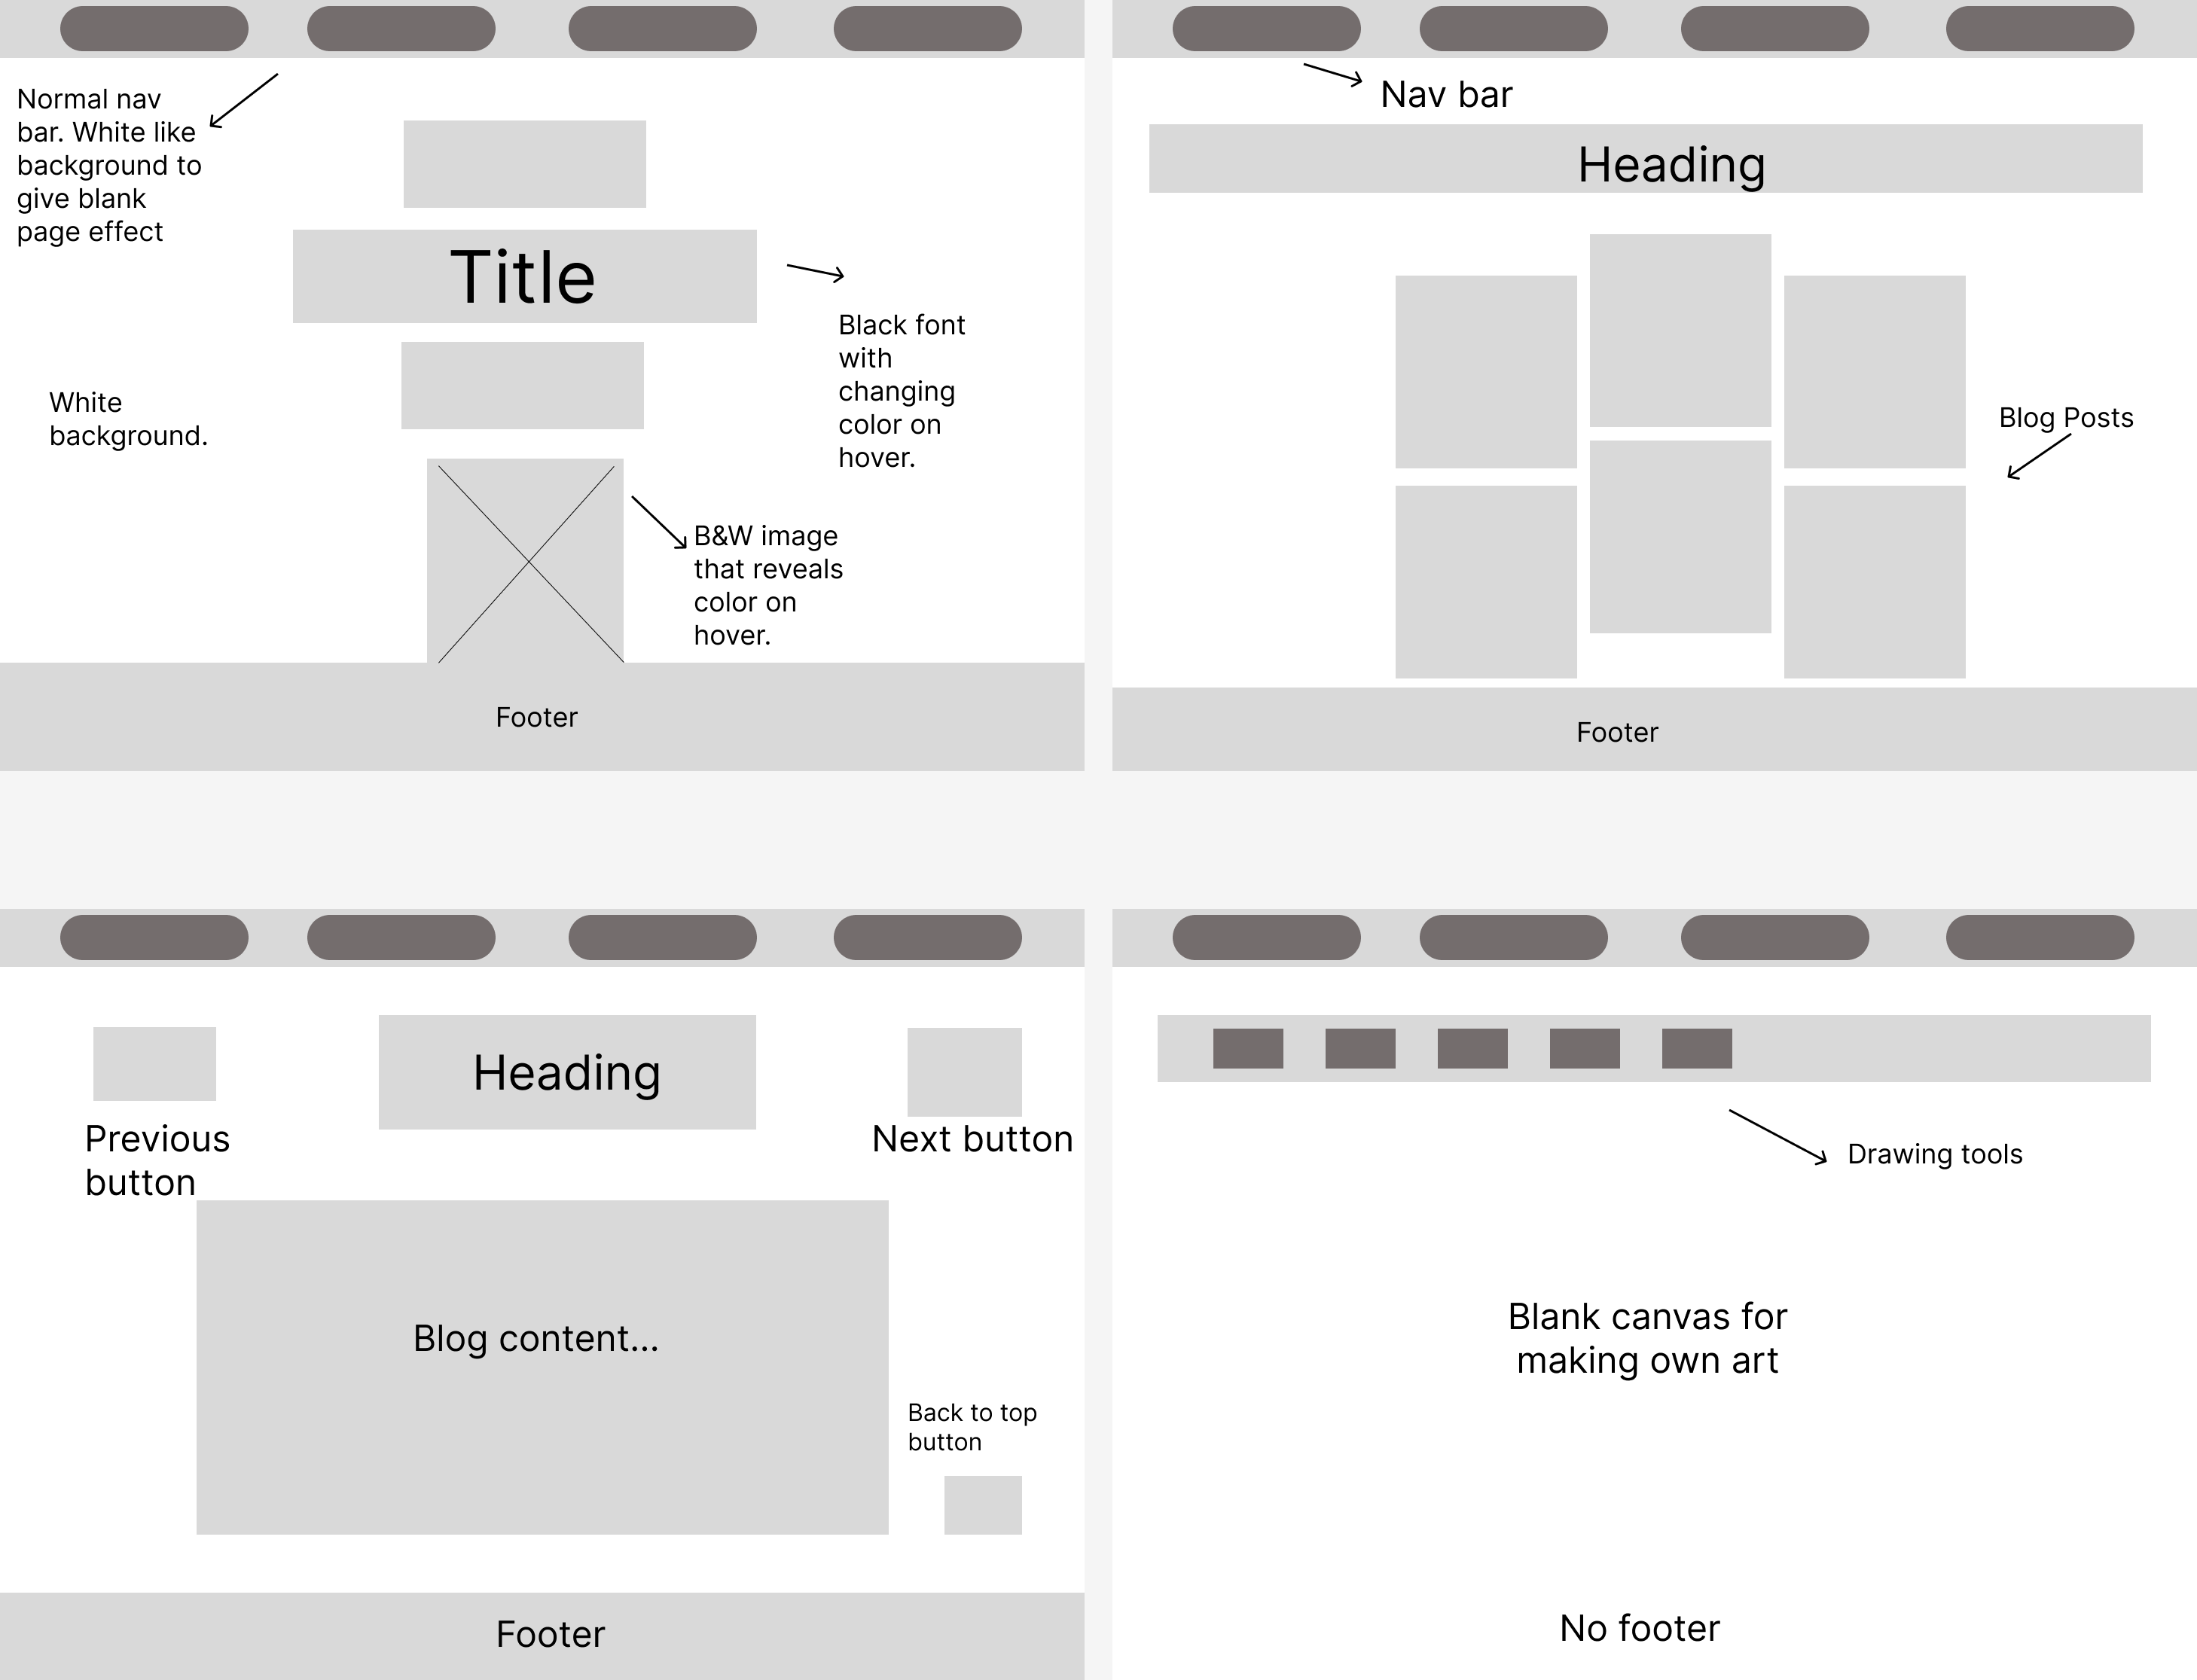 Normal nav
bar. White like
background to
give blank
page effect
Title
Black font
with
changing
color on
hover.
White
background.
B&W image
that reveals
color on
hover.
Footer
Nav bar
Heading
Blog Posts
Footer
Heading
Previous
button
Next button
Blog content...
Back to top
button
Footer
Drawing tools
Blank canvas for
making own art
No footer